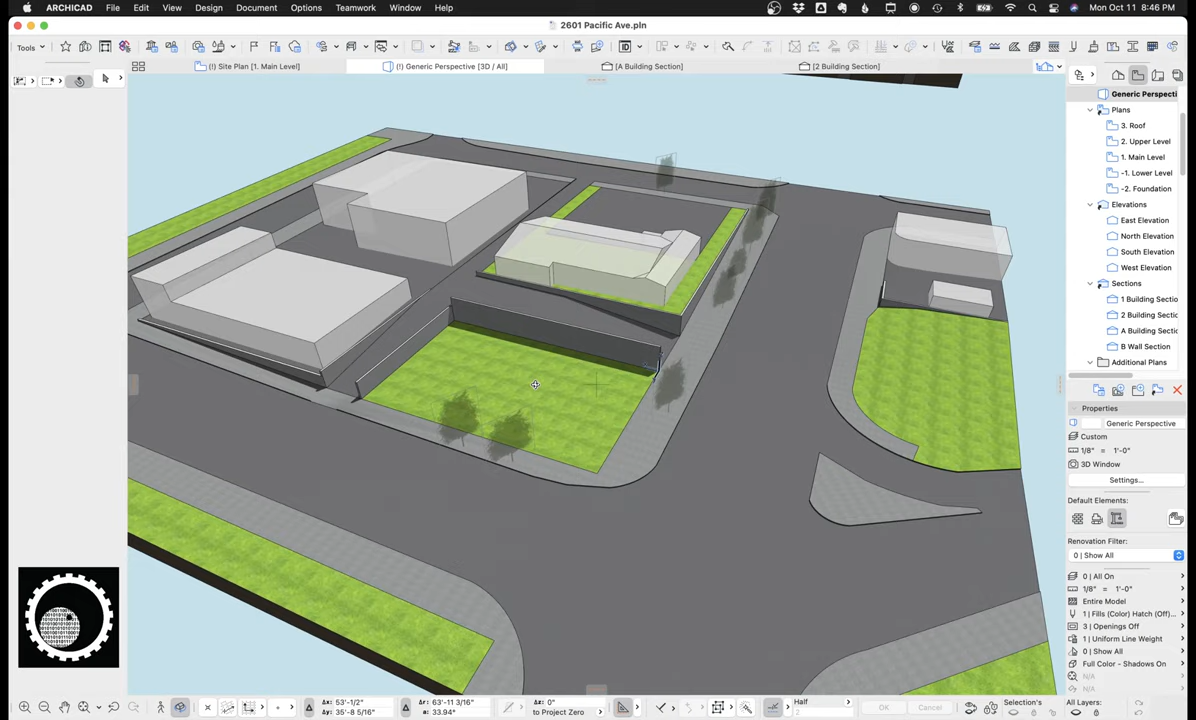 ARCHICAD File Edit View Design Document Options Teamwork Window Help Mon Oct 11 8:46 PM
2601 Pacific Ave.pln
Tools
(!) Site Plan [1. Main Level]
(!) Generic Perspective [3D / All]
[A Building Section]
[2 Building Section]
Generic Perspecti
Plans
3. Roof
2. Upper Level
1. Main Level
-1. Lower Level
-2. Foundation
Elevations
East Elevation
North Elevation
South Elevation
West Elevation
Sections
1 Building Sectio
2 Building Sectio
A Building Sectio
B Wall Section
Additional Plans
Properties
Generic Perspective
Custom
1/8" = 1'-0"
3D Window
Settings...
Default Elements:
Renovation Filter:
0 | Show All
0 | All On
1/8" = 1'-0"
Entire Model
1 | Fills (Color) Hatch (Off)...
3 | Openings Off
1 | Uniform Line Weight
0 | Show All
Full Color - Shadows On
N/A
N/A
Δx: 53'-1/2"
Δy: 35'-8 5/16"
Δr: 63'-11 3/16"
a: 33.94°
Δz: 0"
to Project Zero
Half
2
OK
Cancel
Selection's
All Layers: